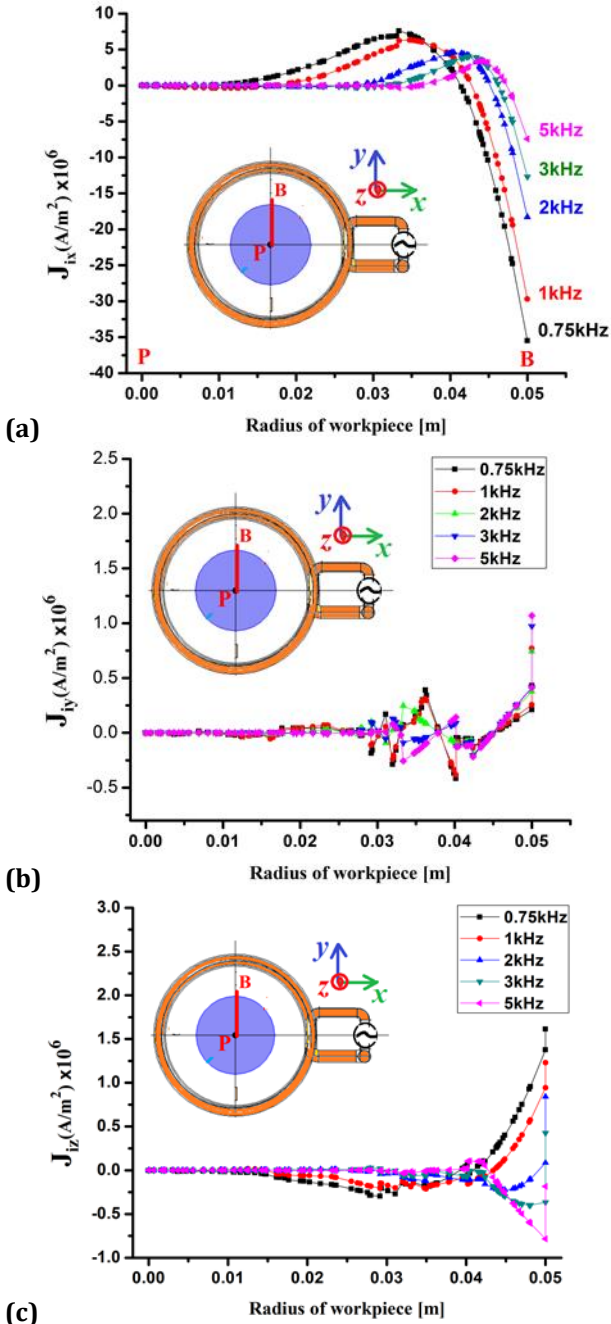 10
5
0
-5
-10
-15
-20
-25
-30
-35
-40
J_ix(A/m²) x10⁶
y
z
x
B
P
5kHz
3kHz
2kHz
1kHz
0.75kHz
P
B
0.00 0.01 0.02 0.03 0.04 0.05
Radius of workpiece [m]
(a)
2.5
2.0
1.5
1.0
0.5
0.0
-0.5
J_iy(A/m²) x10⁶
y
z
x
B
P
0.75kHz
1kHz
2kHz
3kHz
5kHz
0.00 0.01 0.02 0.03 0.04 0.05
Radius of workpiece [m]
(b)
3.0
2.5
2.0
1.5
1.0
0.5
0.0
-0.5
-1.0
J_iz(A/m²) x10⁶
y
z
x
B
P
0.75kHz
1kHz
2kHz
3kHz
5kHz
0.00 0.01 0.02 0.03 0.04 0.05
Radius of workpiece [m]
(c)